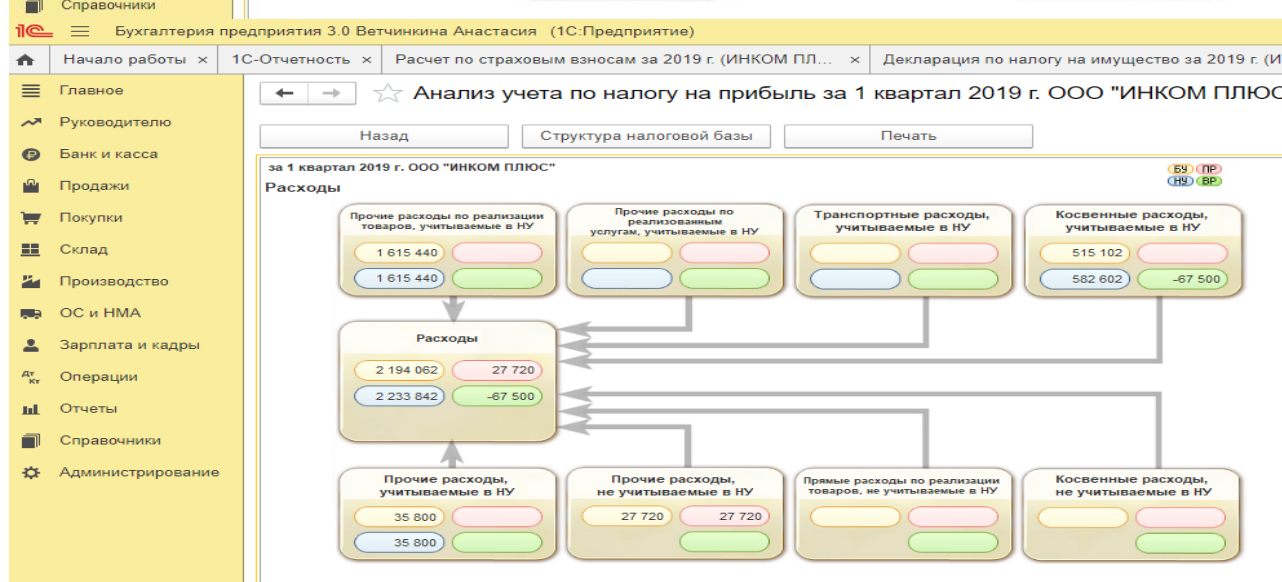 Справочники
1С Бухгалтерия предприятия 3.0 Ветчинкина Анастасия (1С:Предприятие)
Начало работы × 1С-Отчетность × Расчет по страховым взносам за 2019 г. (ИНКОМ ПЛ... × Декларация по налогу на имущество за 2019 г. (И
Главное
Руководителю
Банк и касса
Продажи
Покупки
Склад
Производство
ОС и НМА
Зарплата и кадры
Дт Кт Операции
Отчеты
Справочники
Администрирование
← → Анализ учета по налогу на прибыль за 1 квартал 2019 г. ООО "ИНКОМ ПЛЮС
Назад Структура налоговой базы Печать
за 1 квартал 2019 г. ООО "ИНКОМ ПЛЮС"
БУ ПР
НУ ВР
Расходы
Прочие расходы по реализации
товаров, учитываемые в НУ
1 615 440
1 615 440
Прочие расходы по
реализованным
услугам, учитываемые в НУ
Транспортные расходы,
учитываемые в НУ
Косвенные расходы,
учитываемые в НУ
515 102
582 602 -67 500
Расходы
2 194 062 27 720
2 233 842 -67 500
Прочие расходы,
учитываемые в НУ
35 800
35 800
Прочие расходы,
не учитываемые в НУ
27 720 27 720
Прямые расходы по реализации
товаров, не учитываемые в НУ
Косвенные расходы,
не учитываемые в НУ